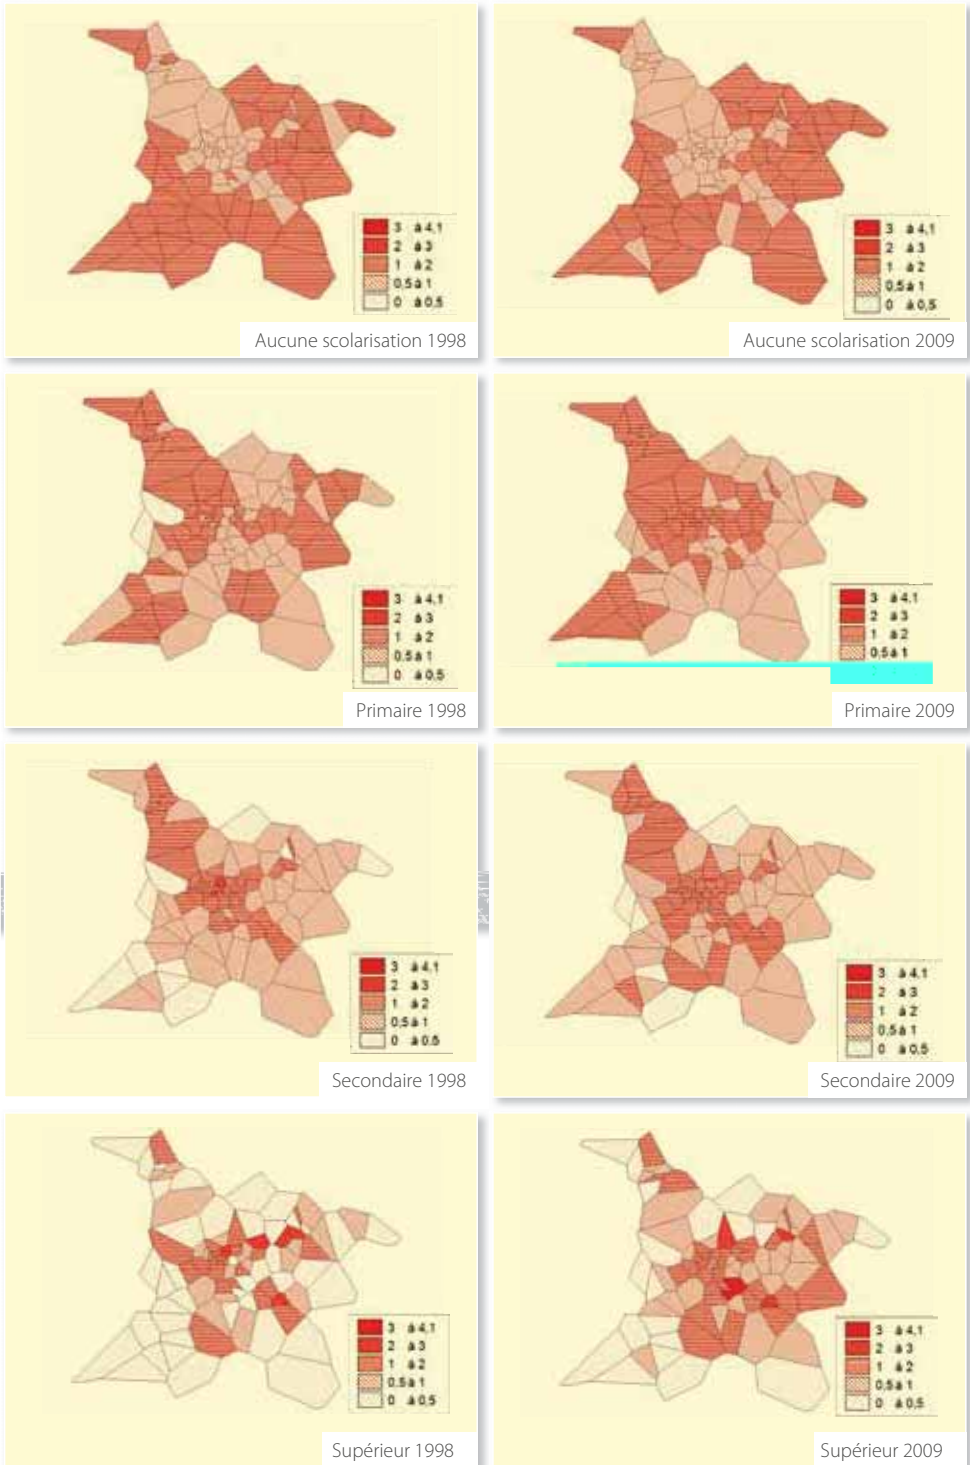 3 à 4,1
2 à 3
1 à 2
0,5 à 1
0 à 0,5
Aucune scolarisation 1998
3 à 4,1
2 à 3
1 à 2
0,5 à 1
0 à 0,5
Aucune scolarisation 2009
3 à 4,1
2 à 3
1 à 2
0,5 à 1
0 à 0,5
Primaire 1998
3 à 4,1
2 à 3
1 à 2
0,5 à 1
Primaire 2009
3 à 4,1
2 à 3
1 à 2
0,5 à 1
0 à 0,5
Secondaire 1998
3 à 4,1
2 à 3
1 à 2
0,5 à 1
0 à 0,5
Secondaire 2009
3 à 4,1
2 à 3
1 à 2
0,5 à 1
0 à 0,5
Supérieur 1998
3 à 4,1
2 à 3
1 à 2
0,5 à 1
0 à 0,5
Supérieur 2009